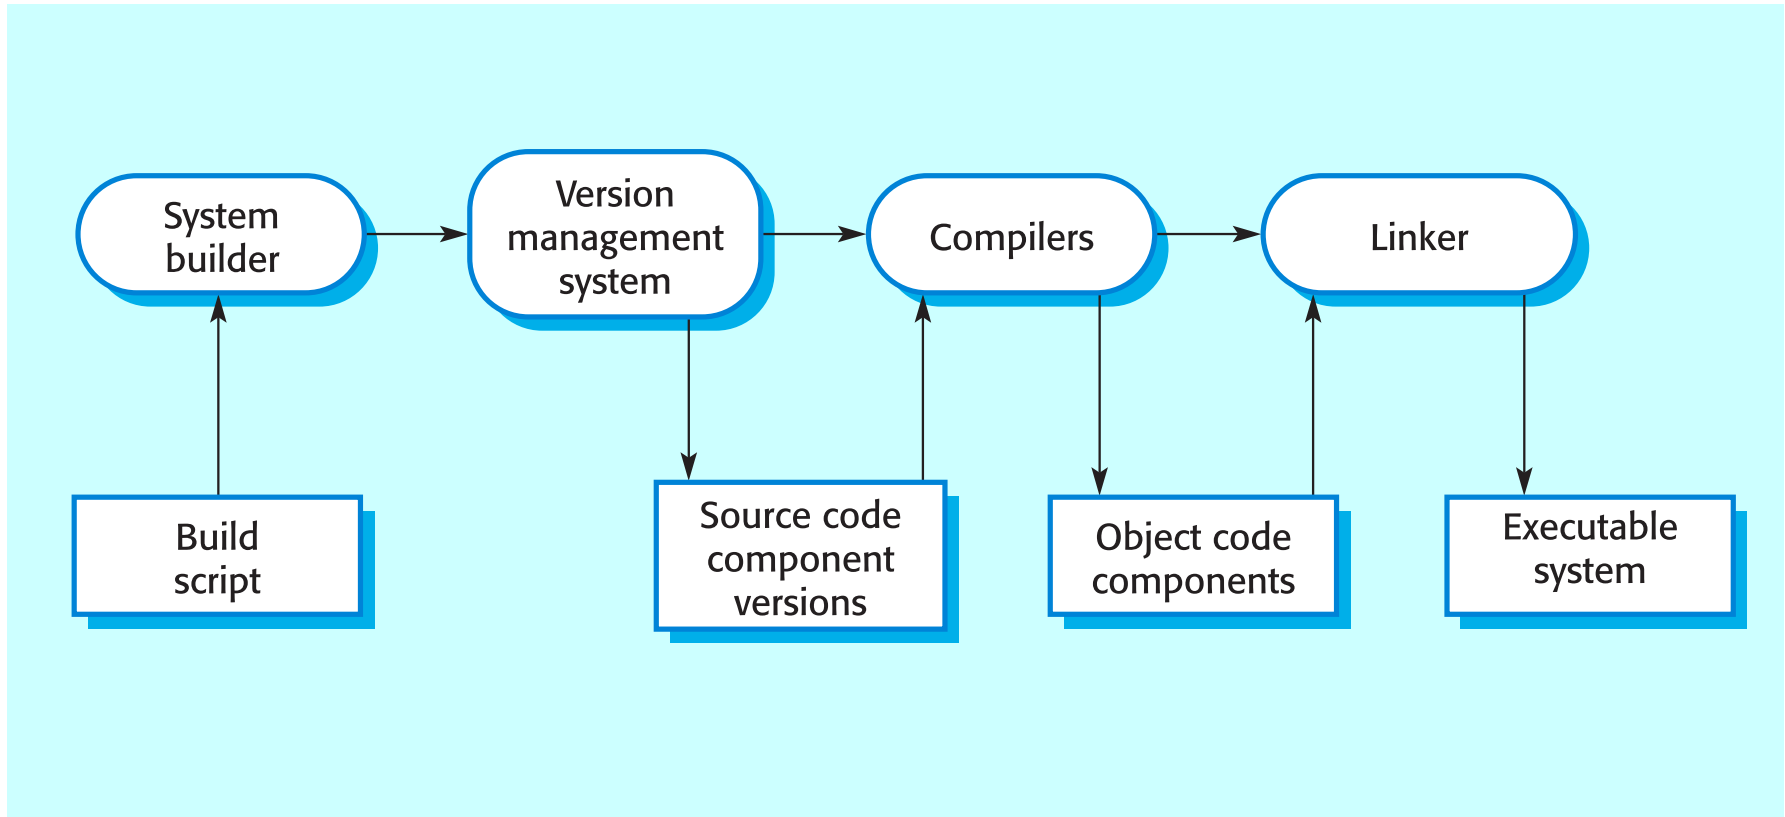 System
builder
Version
management
system
Compilers
Linker
Build
script
Source code
component
versions
Object code
components
Executable
system